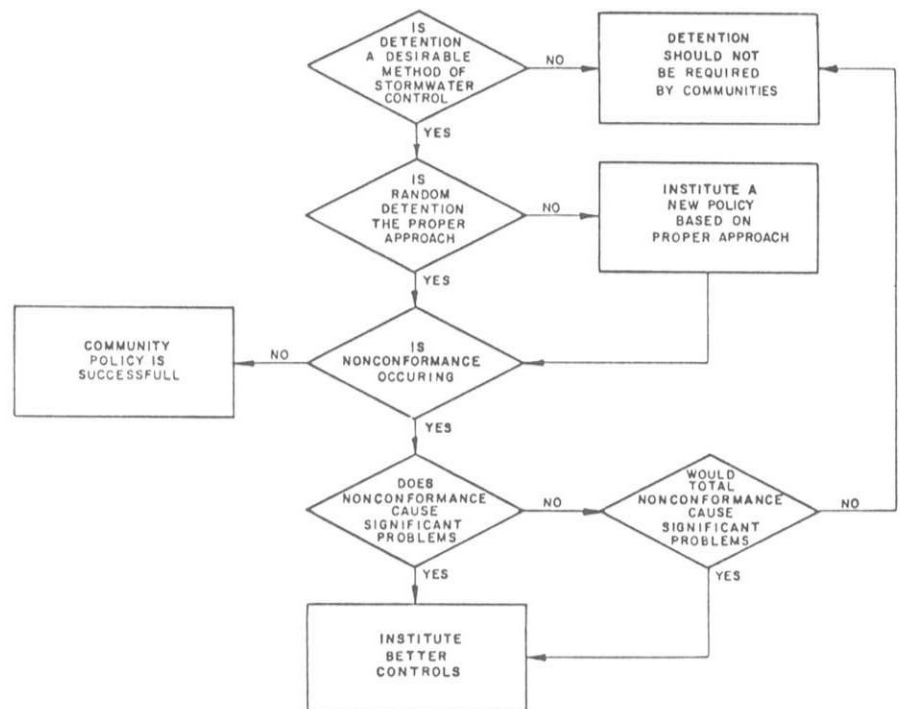 IS
DETENTION
A DESIRABLE
METHOD OF
STORMWATER
CONTROL
NO
DETENTION
SHOULD NOT
BE REQUIRED
BY COMMUNITIES
YES
IS
RANDOM
DETENTION
THE PROPER
APPROACH
NO
INSTITUTE A
NEW POLICY
BASED ON
PROPER APPROACH
YES
COMMUNITY
POLICY IS
SUCCESSFULL
NO
IS
NONCONFORMANCE
OCCURING
YES
DOES
NONCONFORMANCE
CAUSE
SIGNIFICANT
PROBLEMS
NO
WOULD
TOTAL
NONCONFORMANCE
CAUSE
SIGNIFICANT
PROBLEMS
NO
YES
YES
INSTITUTE
BETTER
CONTROLS